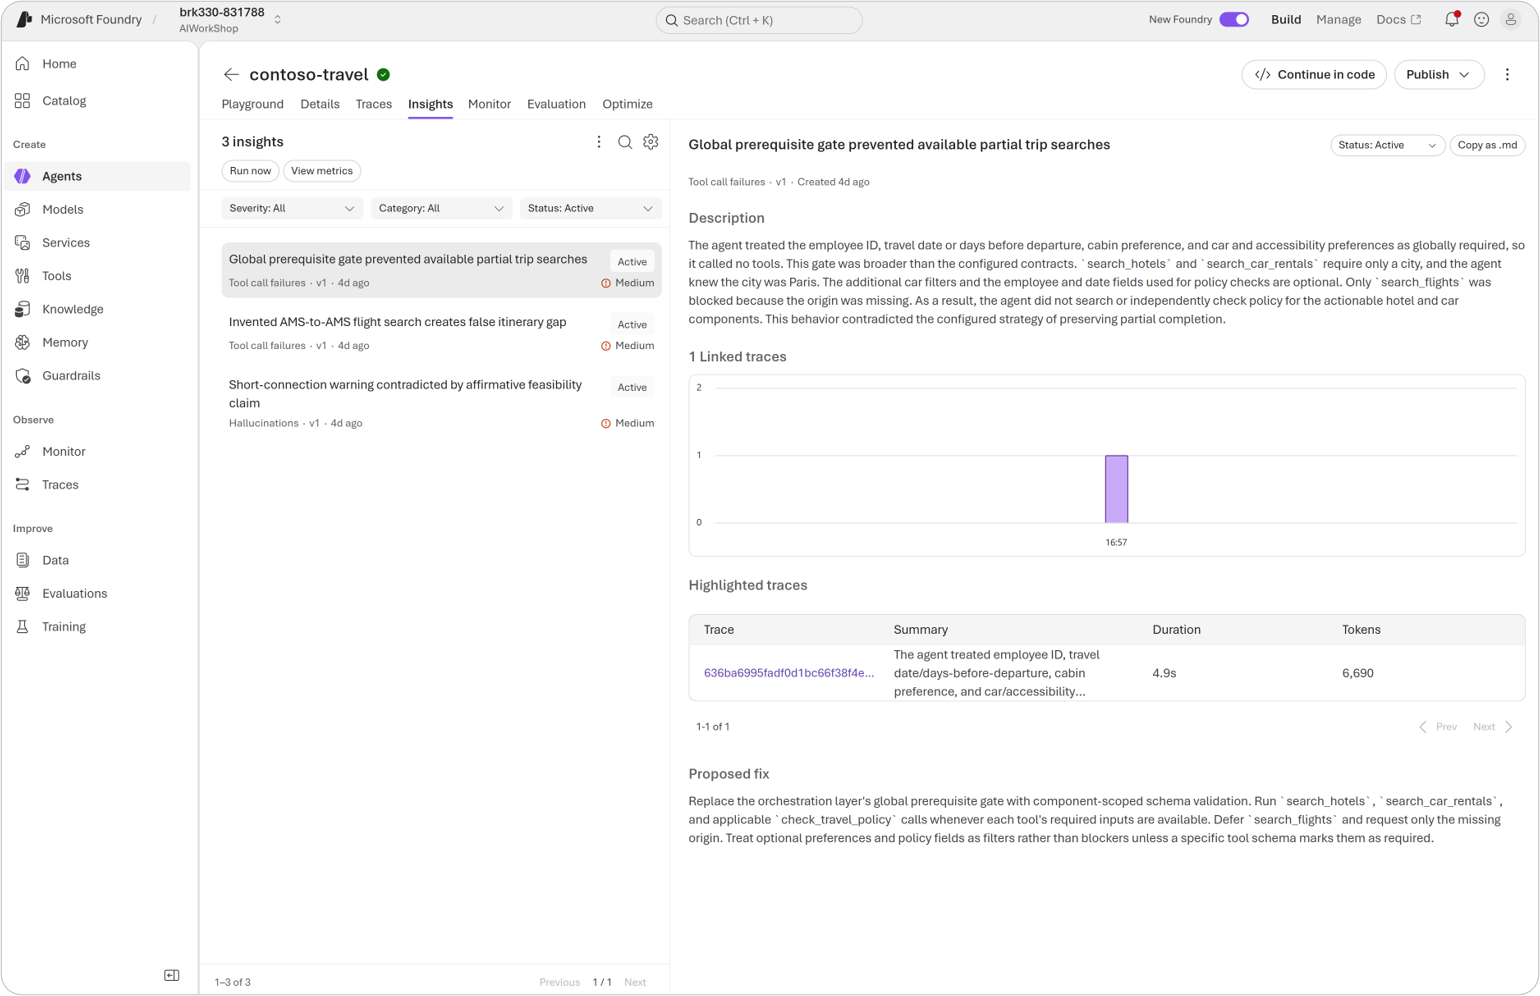 Microsoft Foundry / brk330-831788
AIWorkShop
Search (Ctrl + K)
New Foundry
Build Manage Docs
Home
Catalog
Create
Agents
Models
Services
Tools
Knowledge
Memory
Guardrails
Observe
Monitor
Traces
Improve
Data
Evaluations
Training
contoso-travel
Continue in code
Publish
Playground Details Traces Insights Monitor Evaluation Optimize
3 insights
Run now View metrics
Severity: All Category: All Status: Active
Global prerequisite gate prevented available partial trip searches Active
Tool call failures · v1 · 4d ago Medium
Invented AMS-to-AMS flight search creates false itinerary gap Active
Tool call failures · v1 · 4d ago Medium
Short-connection warning contradicted by affirmative feasibility Active
claim
Hallucinations · v1 · 4d ago Medium
1–3 of 3 Previous 1 / 1 Next
Global prerequisite gate prevented available partial trip searches
Status: Active Copy as .md
Tool call failures · v1 · Created 4d ago
Description
The agent treated the employee ID, travel date or days before departure, cabin preference, and car and accessibility preferences as globally required, so
it called no tools. This gate was broader than the configured contracts. `search_hotels` and `search_car_rentals` require only a city, and the agent
knew the city was Paris. The additional car filters and the employee and date fields used for policy checks are optional. Only `search_flights` was
blocked because the origin was missing. As a result, the agent did not search or independently check policy for the actionable hotel and car
components. This behavior contradicted the configured strategy of preserving partial completion.
1 Linked traces
2
1
0
16:57
Highlighted traces
Trace Summary Duration Tokens
The agent treated employee ID, travel
636ba6995fadf0d1bc66f38f4e... date/days-before-departure, cabin 4.9s 6,690
preference, and car/accessibility...
1-1 of 1 Prev Next
Proposed fix
Replace the orchestration layer's global prerequisite gate with component-scoped schema validation. Run `search_hotels`, `search_car_rentals`,
and applicable `check_travel_policy` calls whenever each tool's required inputs are available. Defer `search_flights` and request only the missing
origin. Treat optional preferences and policy fields as filters rather than blockers unless a specific tool schema marks them as required.